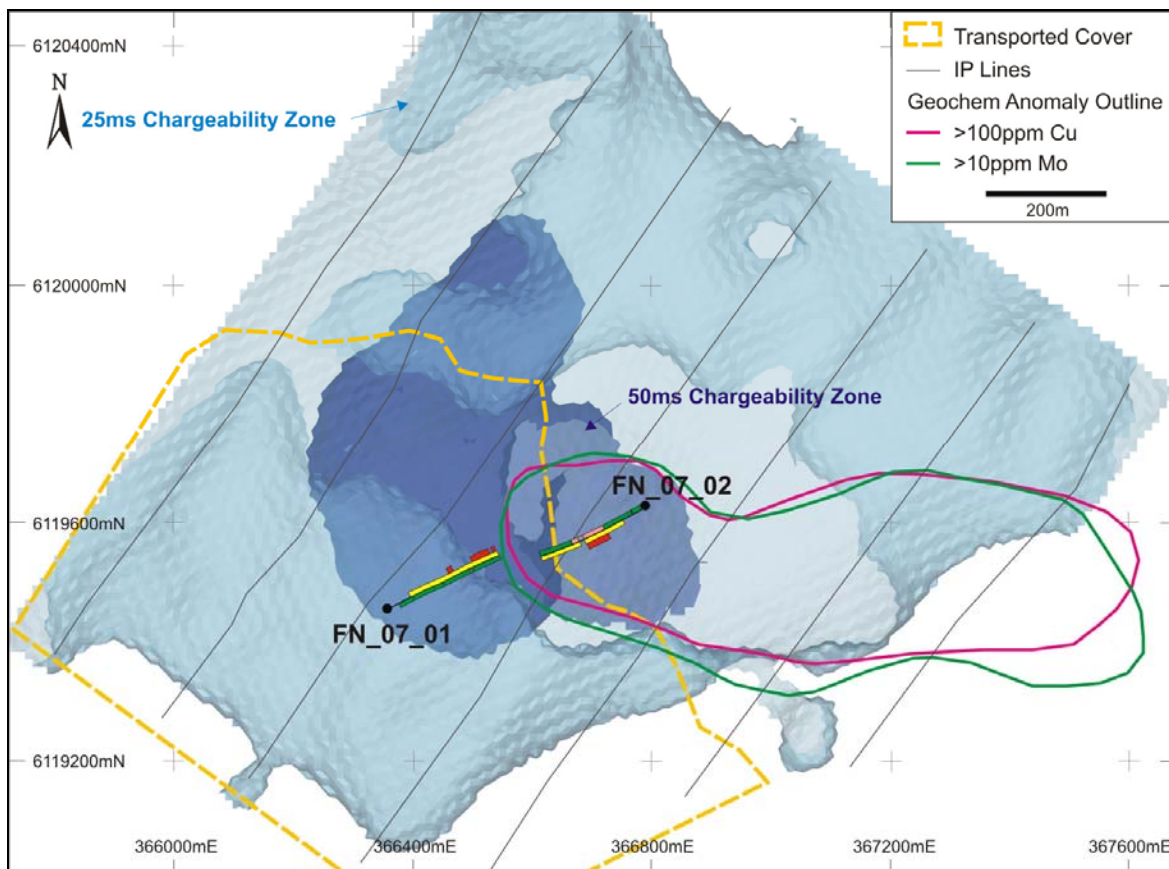 6120400mN
N
25ms Chargeability Zone
Transported Cover
IP Lines
Geochem Anomaly Outline
>100ppm Cu
>10ppm Mo
200m
6120000mN
50ms Chargeability Zone
FN_07_02
6119600mN
FN_07_01
6119200mN
366000mE
366400mE
366800mE
367200mE
367600mE